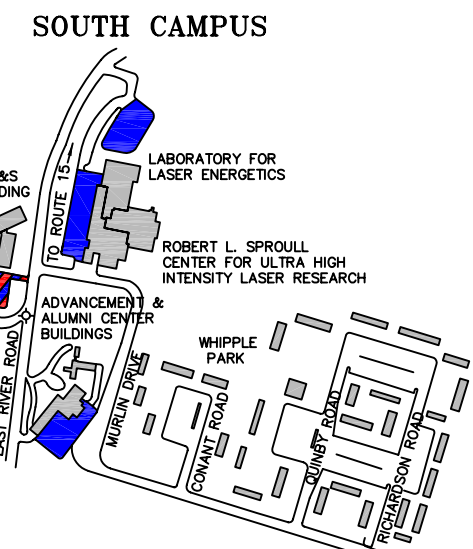 SOUTH CAMPUS
LABORATORY FOR
LASER ENERGETICS
&S
DING
TO ROUTE 15
ROBERT L. SPROULL
CENTER FOR ULTRA HIGH
INTENSITY LASER RESEARCH
ADVANCEMENT &
ALUMNI CENTER
BUILDINGS
WHIPPLE
PARK
EAST RIVER ROAD
MURLIN DRIVE
CONANT ROAD
QUINBY ROAD
RICHARDSON ROAD